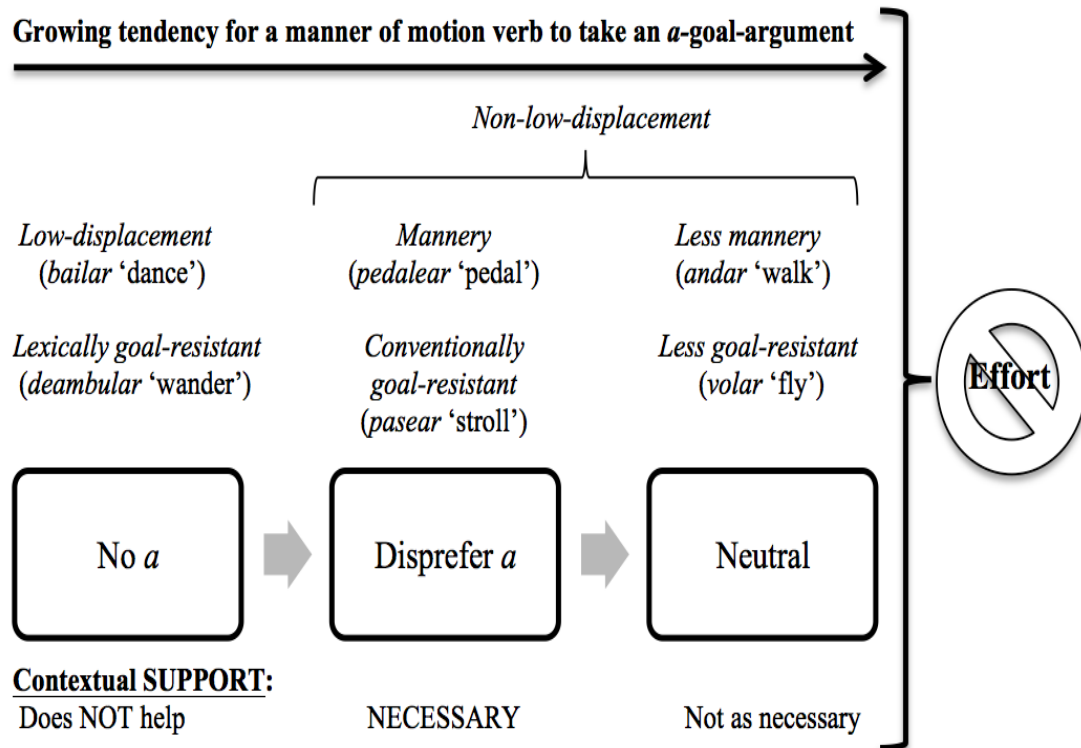 Growing tendency for a manner of motion verb to take an a-goal-argument
Non-low-displacement
Low-displacement
(bailar ‘dance’)
Mannery
(pedalear ‘pedal’)
Less mannery
(andar ‘walk’)
Lexically goal-resistant
(deambular ‘wander’)
Conventionally
goal-resistant
(pasear ‘stroll’)
Less goal-resistant
(volar ‘fly’)
Effort
No a
Disprefer a
Neutral
Contextual SUPPORT:
Does NOT help
NECESSARY
Not as necessary